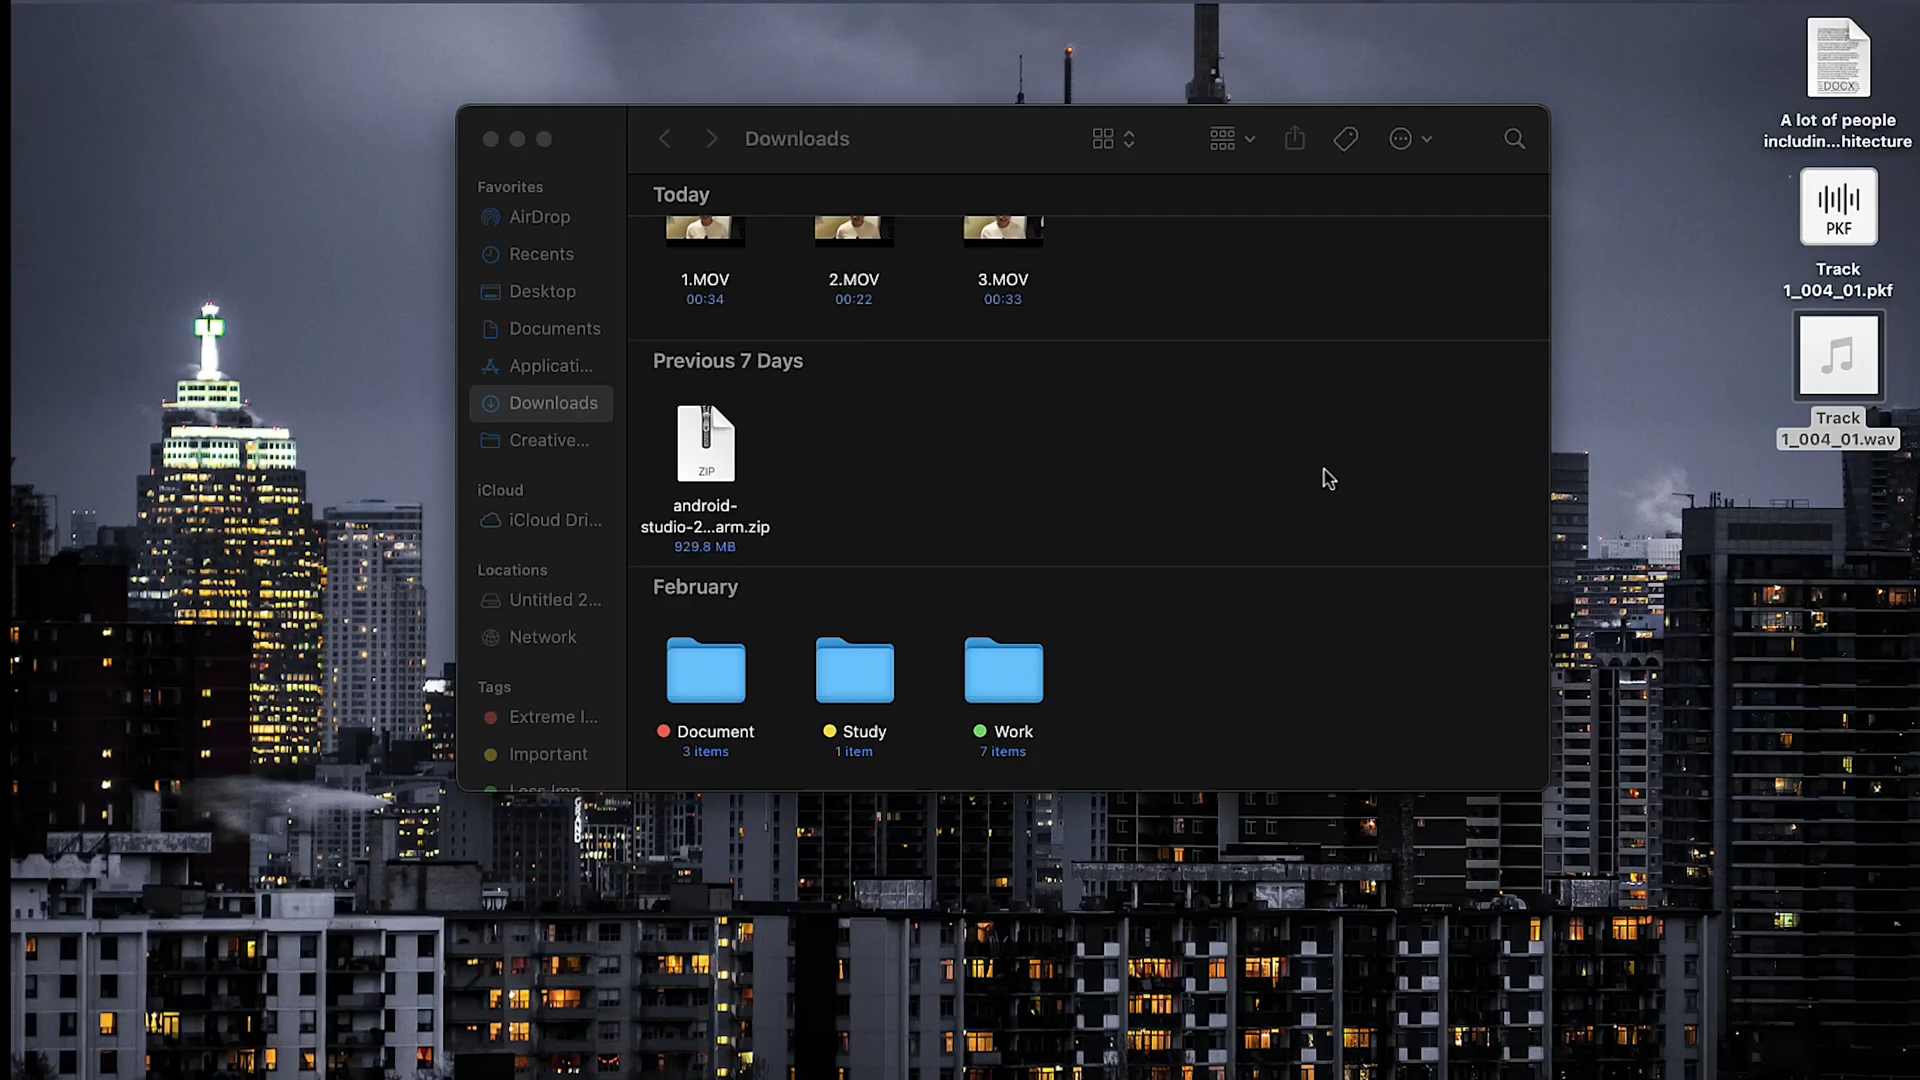 DOCX
A lot of people
includin...hitecture
PKF
Track
1_004_01.pkf
Track
1_004_01.wav
Downloads
Favorites
AirDrop
Recents
Desktop
Documents
Applicati...
Downloads
Creative...
iCloud
iCloud Dri...
Locations
Untitled 2...
Network
Tags
Extreme I...
Important
Today
1.MOV
2.MOV
3.MOV
00:34
00:22
00:33
Previous 7 Days
ZIP
android-
studio-2...arm.zip
929.8 MB
February
Document
Study
Work
3 items
1 item
7 items